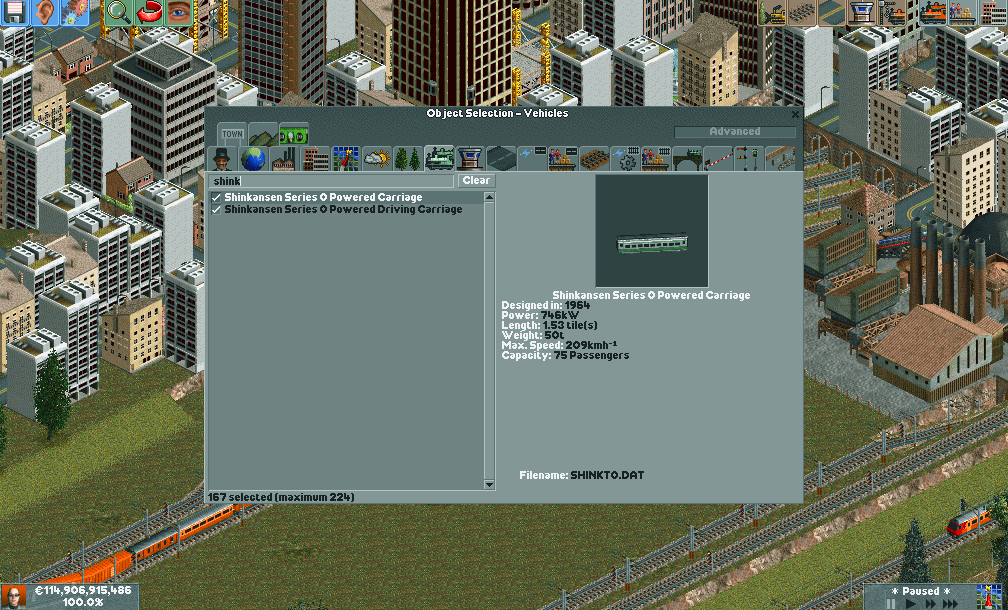 Object Selection - Vehicles
TOWN
Advanced
shink
Clear
Shinkansen Series 0 Powered Carriage
Shinkansen Series 0 Powered Driving Carriage
Shinkansen Series 0 Powered Carriage
Designed in: 1964
Power: 746kW
Length: 1.53 tile(s)
Weight: 50t
Max. Speed: 209kmh⁻¹
Capacity: 75 Passengers
Filename: SHINKT0.DAT
167 selected (maximum 224)
€114,906,915,486
100.0%
* Paused *